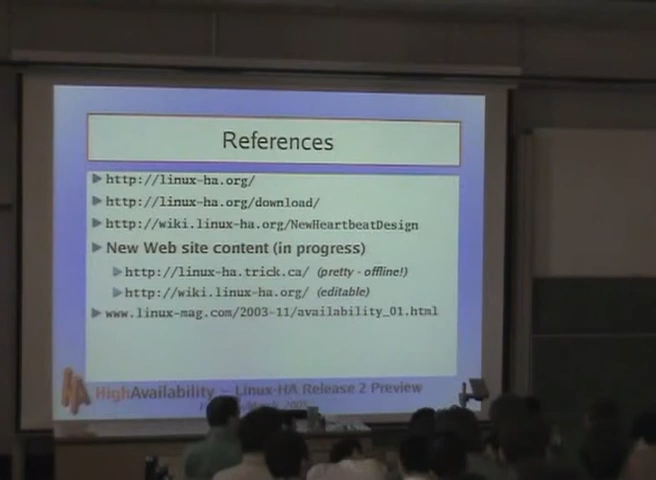 References
http://linux-ha.org/
http://linux-ha.org/download/
http://wiki.linux-ha.org/NewHeartbeatDesign
New Web site content (in progress)
http://linux-ha.trick.ca/ (pretty - offline!)
http://wiki.linux-ha.org/ (editable)
www.linux-mag.com/2003-11/availability_01.html
HA HighAvailability – Linux-HA Release 2 Preview
2005